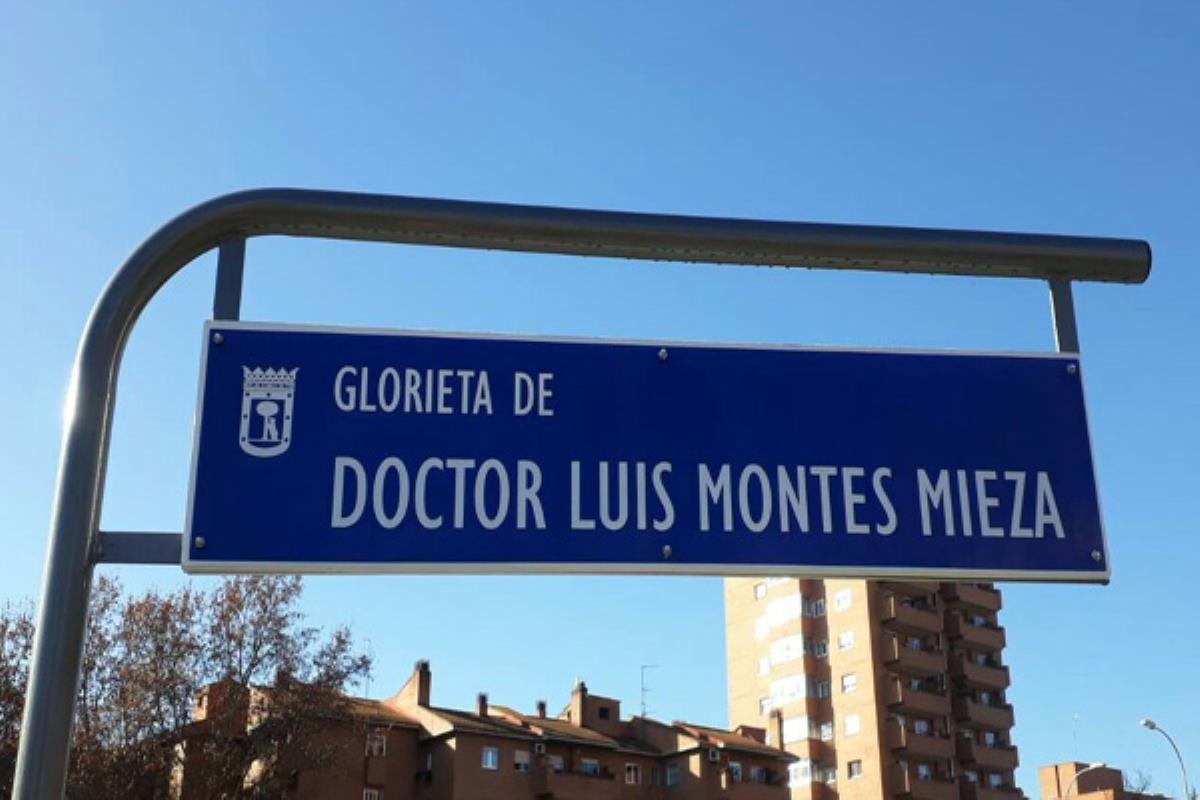 GLORIETA DE
DOCTOR LUIS MONTES MIEZA